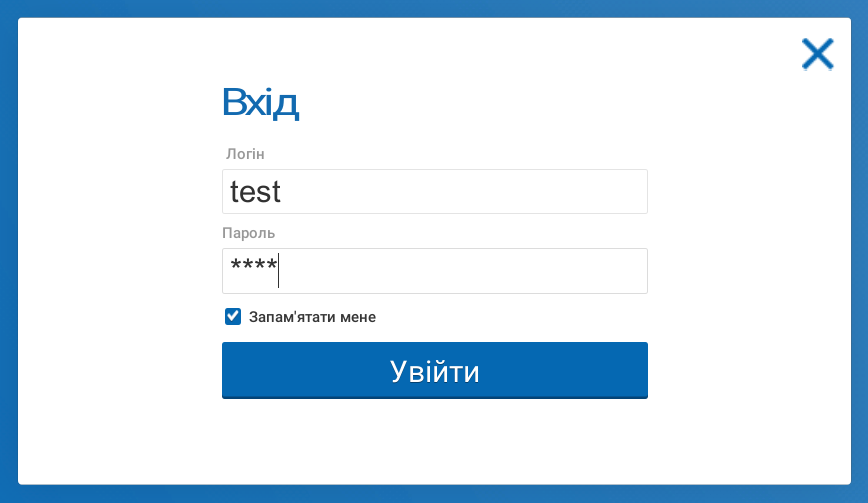 Вхід
Логін
test
Пароль
****
Запам'ятати мене
Увійти